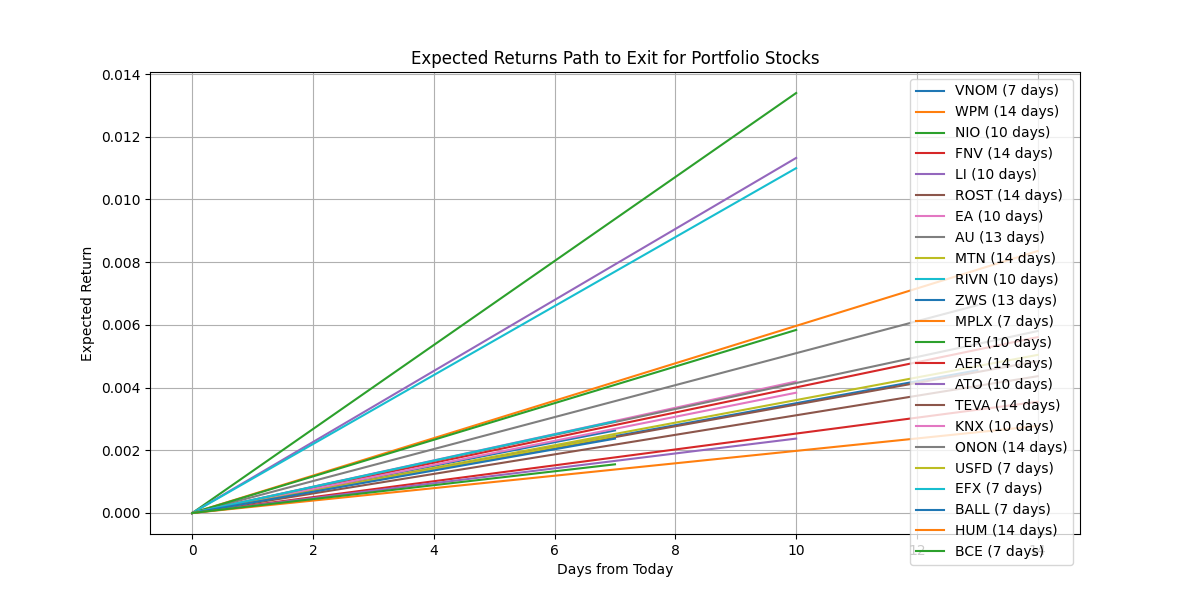 Expected Returns Path to Exit for Portfolio Stocks
0.014
0.012
0.010
0.008
0.006
0.004
0.002
0.000
Expected Return
VNOM (7 days)
WPM (14 days)
NIO (10 days)
FNV (14 days)
LI (10 days)
ROST (14 days)
EA (10 days)
AU (13 days)
MTN (14 days)
RIVN (10 days)
ZWS (13 days)
MPLX (7 days)
TER (10 days)
AER (14 days)
ATO (10 days)
TEVA (14 days)
KNX (10 days)
ONON (14 days)
USFD (7 days)
EFX (7 days)
BALL (7 days)
HUM (14 days)
BCE (7 days)
0 2 4 6 8 10 12 14
Days from Today